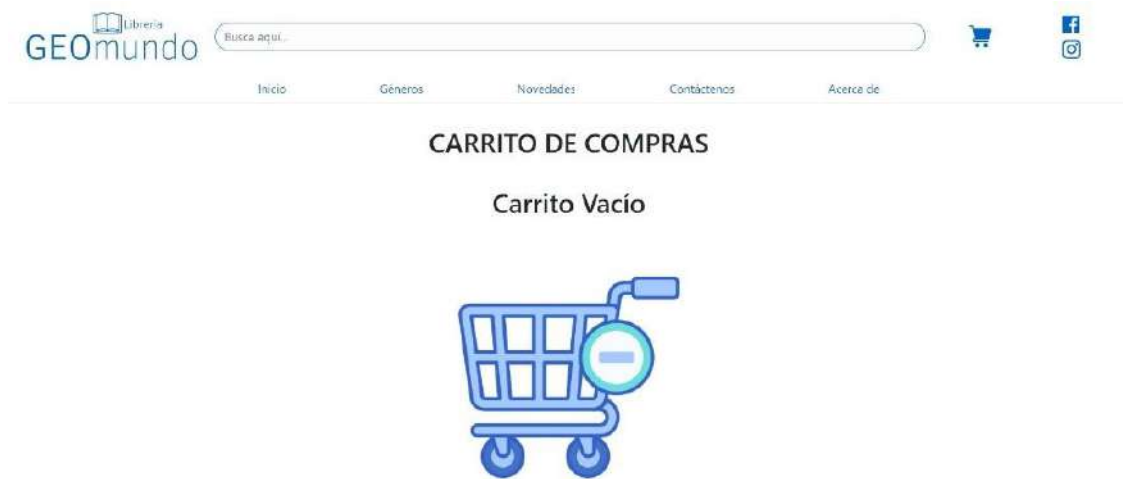 Librería
GEOmundo
Busca aquí..
Inicio Géneros Novedades Contáctenos Acerca de
CARRITO DE COMPRAS
Carrito Vacío